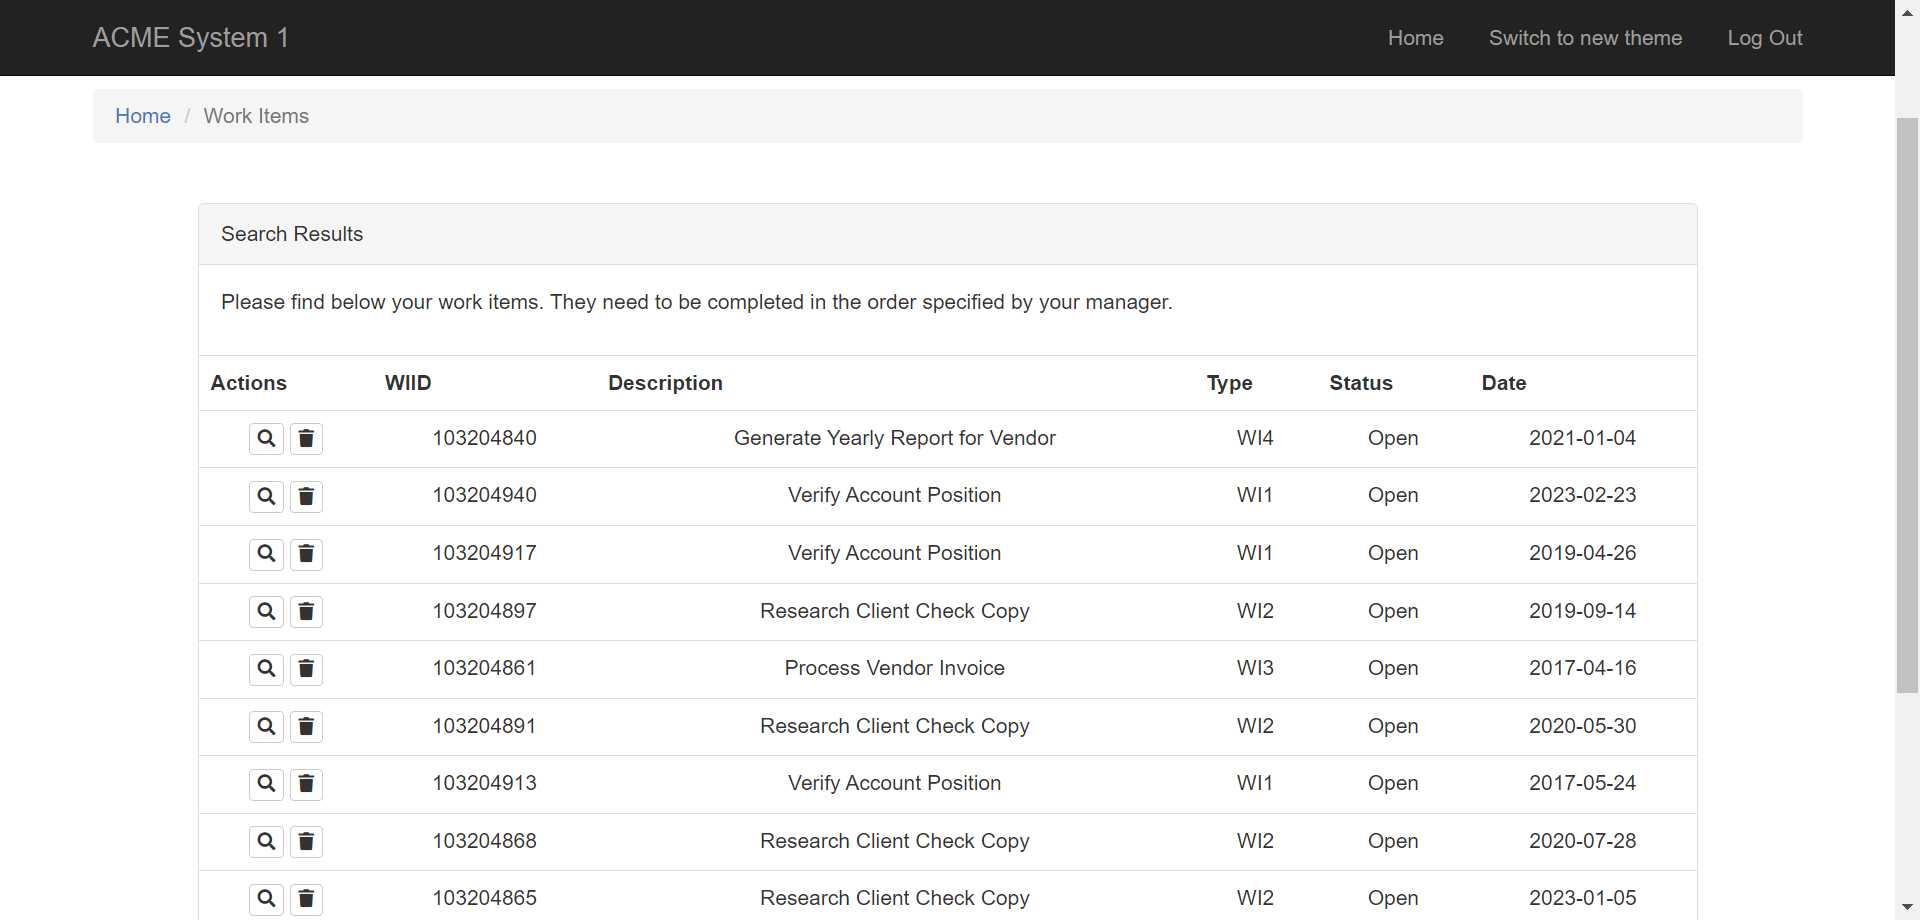 ACME System 1 Home Switch to new theme Log Out
Home / Work Items
Search Results
Please find below your work items. They need to be completed in the order specified by your manager.
Actions WIID Description Type Status Date
103204840 Generate Yearly Report for Vendor WI4 Open 2021-01-04
103204940 Verify Account Position WI1 Open 2023-02-23
103204917 Verify Account Position WI1 Open 2019-04-26
103204897 Research Client Check Copy WI2 Open 2019-09-14
103204861 Process Vendor Invoice WI3 Open 2017-04-16
103204891 Research Client Check Copy WI2 Open 2020-05-30
103204913 Verify Account Position WI1 Open 2017-05-24
103204868 Research Client Check Copy WI2 Open 2020-07-28
103204865 Research Client Check Copy WI2 Open 2023-01-05